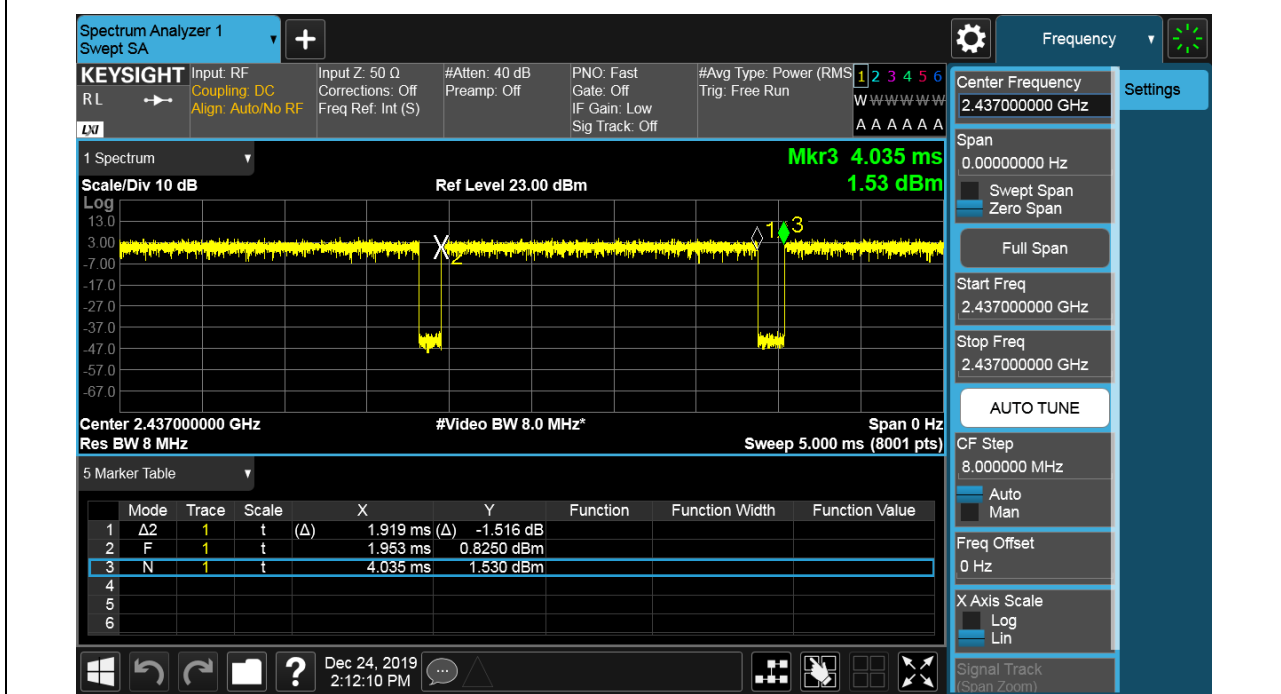 Spectrum Analyzer 1
Swept SA
Frequency
KEYSIGHT
R L
LXI
Input: RF
Coupling: DC
Align: Auto/No RF
Input Z: 50 Ω
Corrections: Off
Freq Ref: Int (S)
#Atten: 40 dB
Preamp: Off
PNO: Fast
Gate: Off
IF Gain: Low
Sig Track: Off
#Avg Type: Power (RMS
Trig: Free Run
1 2 3 4 5 6
W W W W W W
A A A A A A
1 Spectrum
Mkr3 4.035 ms
Scale/Div 10 dB
Ref Level 23.00 dBm
1.53 dBm
Log
13.0
3.00
-7.00
-17.0
-27.0
-37.0
-47.0
-57.0
-67.0
1
3
2
Center 2.437000000 GHz
#Video BW 8.0 MHz*
Span 0 Hz
Res BW 8 MHz
Sweep 5.000 ms (8001 pts)
5 Marker Table
Mode Trace Scale X Y Function Function Width Function Value
1 Δ2 1 t (Δ) 1.919 ms (Δ) -1.516 dB
2 F 1 t 1.953 ms 0.8250 dBm
3 N 1 t 4.035 ms 1.530 dBm
4
5
6
?
Dec 24, 2019
2:12:10 PM
Center Frequency
2.437000000 GHz
Span
0.00000000 Hz
Swept Span
Zero Span
Full Span
Start Freq
2.437000000 GHz
Stop Freq
2.437000000 GHz
AUTO TUNE
CF Step
8.000000 MHz
Auto
Man
Freq Offset
0 Hz
X Axis Scale
Log
Lin
Signal Track
(Span Zoom)
Settings